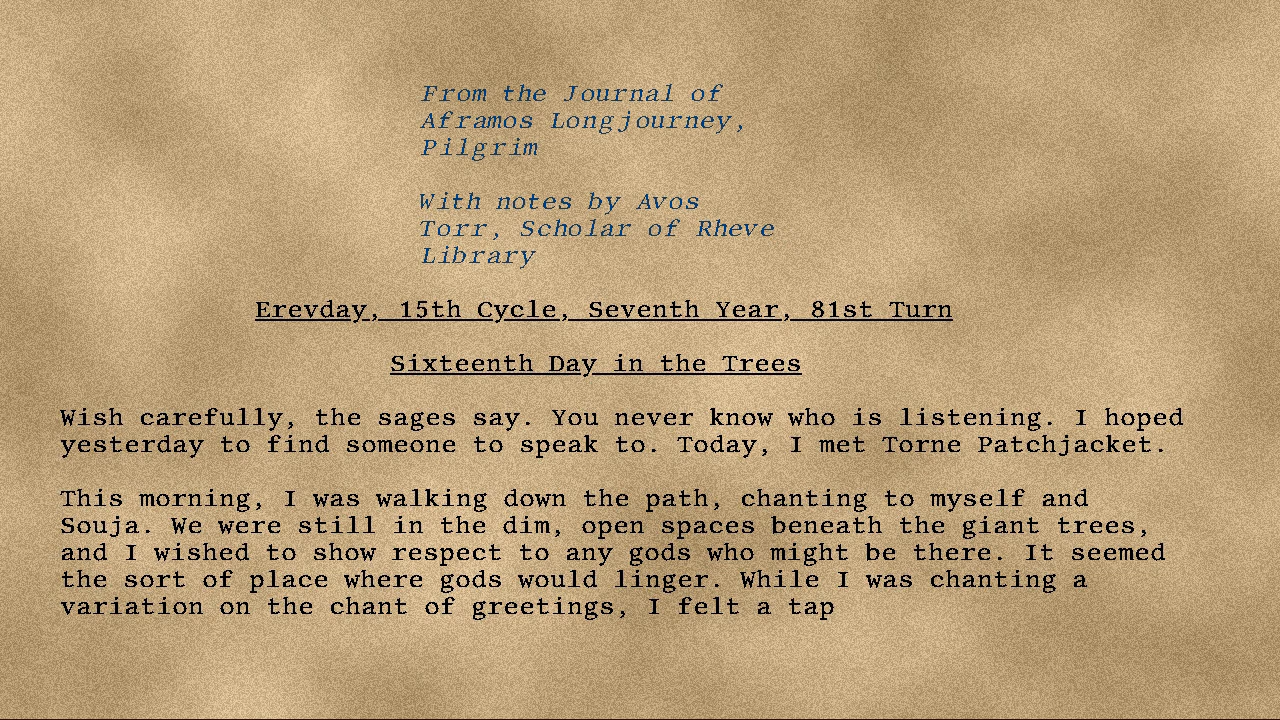 From the Journal of
Aframos Longjourney,
Pilgrim
With notes by Avos
Torr, Scholar of Rheve
Library
Erevday, 15th Cycle, Seventh Year, 81st Turn
Sixteenth Day in the Trees
Wish carefully, the sages say. You never know who is listening. I hoped
yesterday to find someone to speak to. Today, I met Torne Patchjacket.
This morning, I was walking down the path, chanting to myself and
Souja. We were still in the dim, open spaces beneath the giant trees,
and I wished to show respect to any gods who might be there. It seemed
the sort of place where gods would linger. While I was chanting a
variation on the chant of greetings, I felt a tap